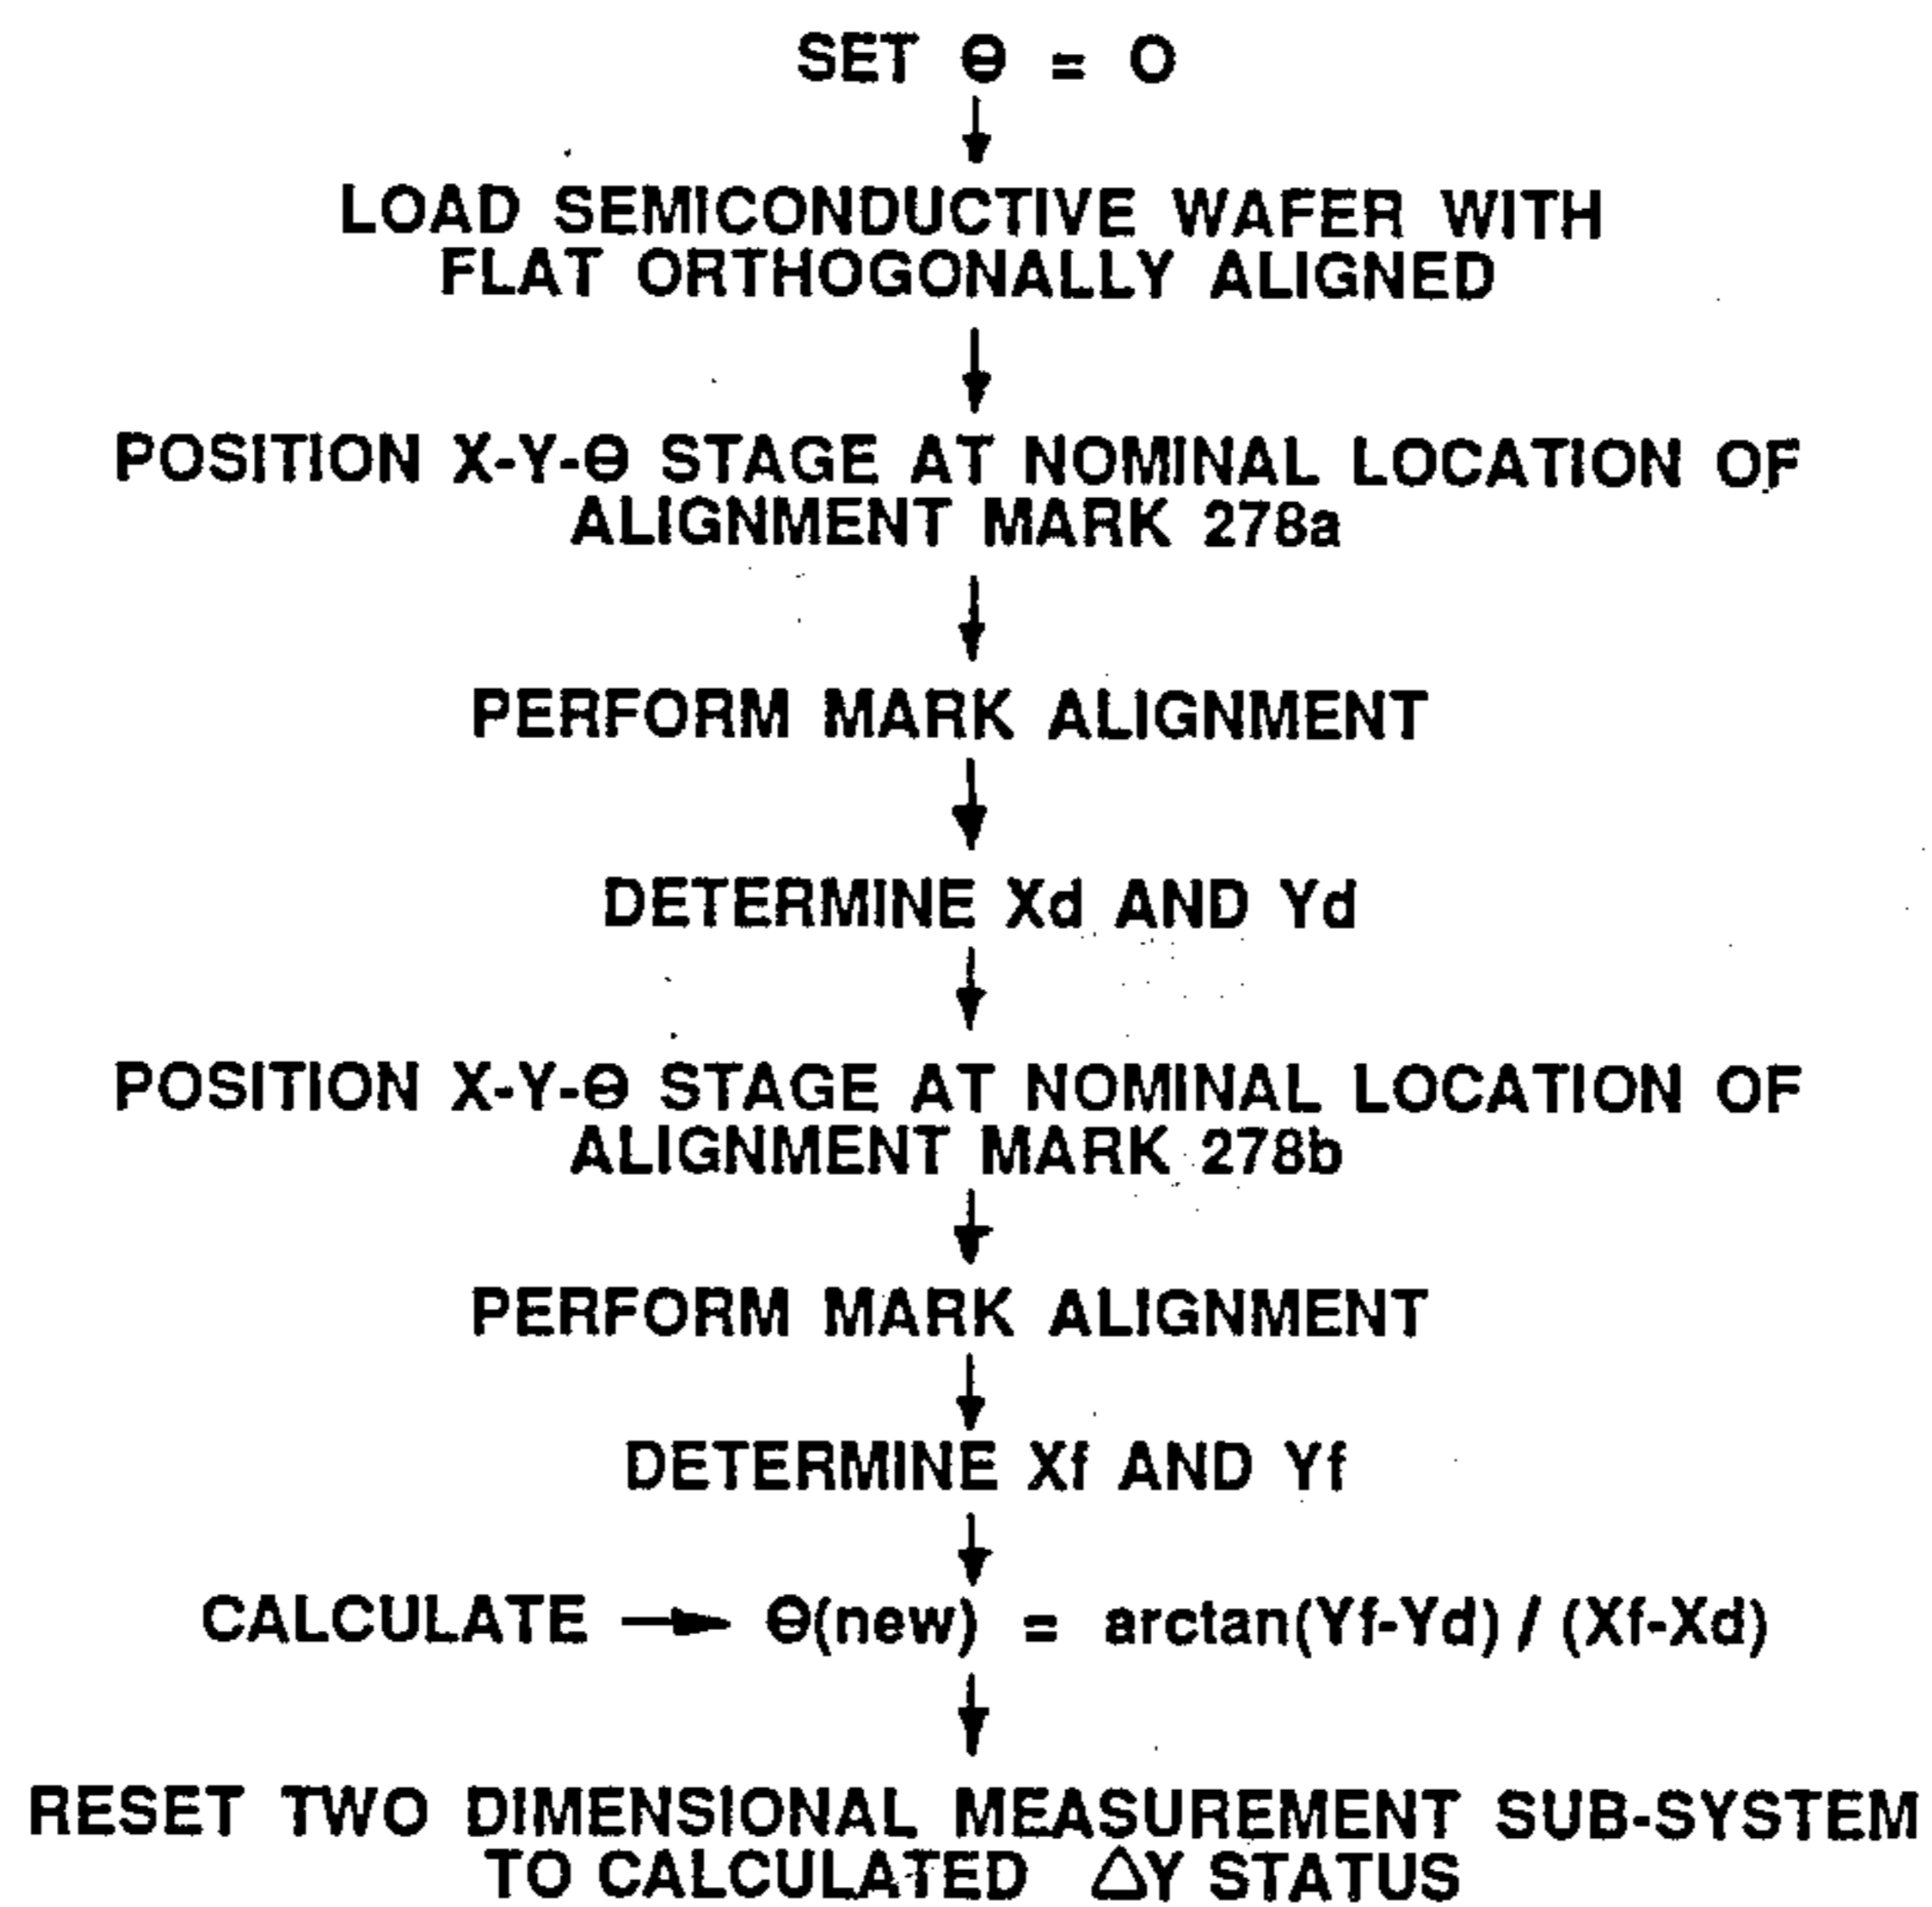 SET Θ = O
LOAD SEMICONDUCTIVE WAFER WITH
FLAT ORTHOGONALLY ALIGNED
POSITION X-Y-Θ STAGE AT NOMINAL LOCATION OF
ALIGNMENT MARK 278a
PERFORM MARK ALIGNMENT
DETERMINE Xd AND Yd
POSITION X-Y-Θ STAGE AT NOMINAL LOCATION OF
ALIGNMENT MARK 278b
PERFORM MARK ALIGNMENT
DETERMINE Xf AND Yf
CALCULATE → Θ(new) = arctan(Yf-Yd) / (Xf-Xd)
RESET TWO DIMENSIONAL MEASUREMENT SUB-SYSTEM
TO CALCULATED ΔY STATUS